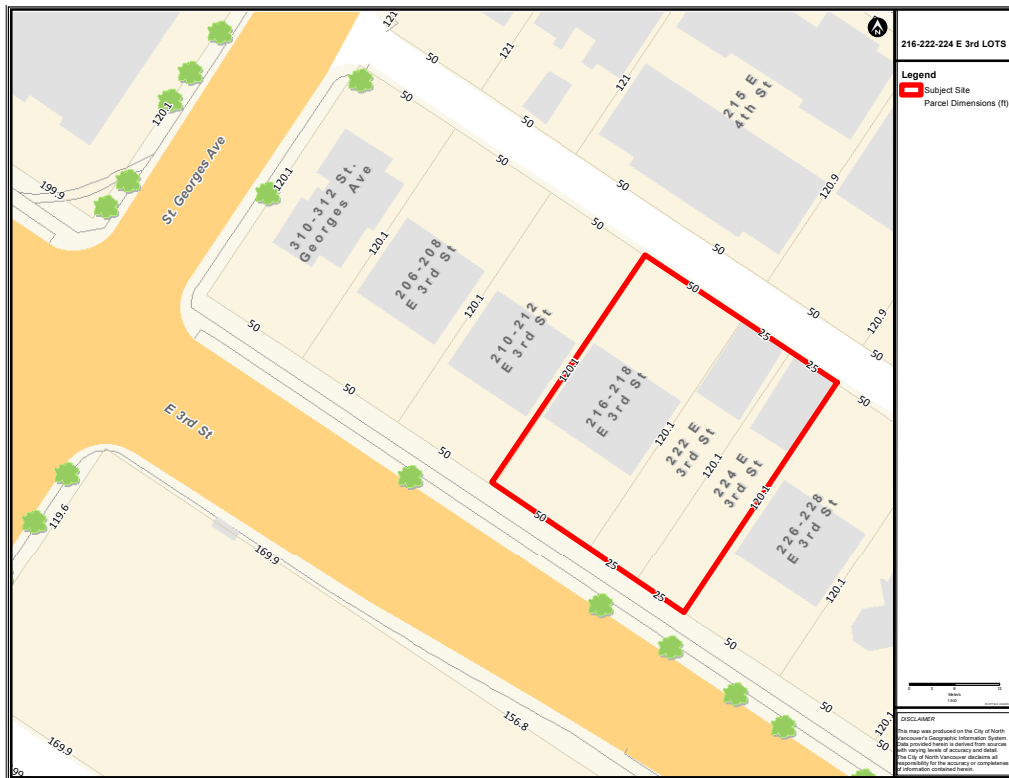 121
50
121
121
215 E
4th St
N
50
120.1
50
St. Georges Ave
120.1
50
120.9
199.9
310-312 St.
Georges Ave
50
50
120.1
206-208
E 3rd St
50
50
120.1
210-212
E 3rd St
50
25
25
50
120.9
50
50
120.1
216-218
E 3rd St
50
50
120.1
222 E
3rd St
120.1
224 E
3rd St
120.1
226-228
E 3rd St
E 3rd St
50
50
25
25
120.1
119.6
169.9
50
50
120.1
50
156.8
169.9
99
216-222-224 E 3rd LOTS
Legend
Subject Site
Parcel Dimensions (ft)
Meters
DISCLAIMER
This map was produced on the City of North
Vancouver's Geographic Information System.
Data provided herein is derived from sources
with varying levels of accuracy and detail.
The City of North Vancouver disclaims all
responsibility for the accuracy or completeness
of information contained herein.